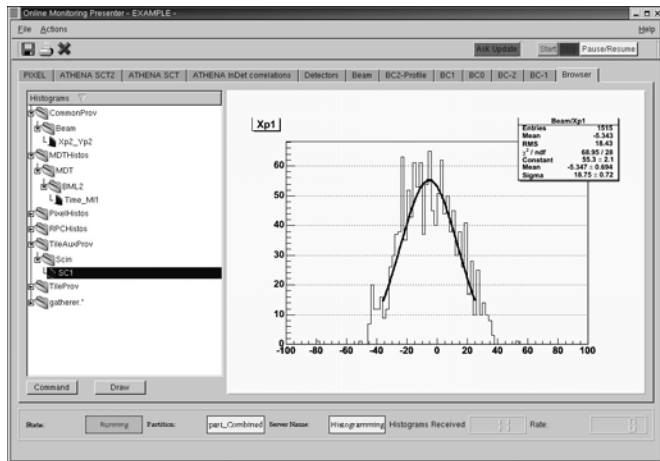 Online Monitoring Presenter - EXAMPLE -
File Actions Help
Ask Update Start Pause/Resume
PIXEL ATHENA SCT2 ATHENA SCT ATHENA InDet correlations Detectors Beam BC2-Profile BC1 BC0 BC-2 BC-1 Browser
Histograms
CommonProv
Beam
Xp2_Yp2
MDTHistos
MDT
BML2
Time_Ml1
PixelHistos
RPCHistos
TileAuxProv
Scin
SC1
TileProv
gatherer.*
Command Draw
Xp1
Beam/Xp1
Entries 1515
Mean -5.343
RMS 18.43
χ² / ndf 68.95 / 28
Constant 55.3 ± 2.1
Mean -5.347 ± 0.694
Sigma 18.75 ± 0.72
60
50
40
30
20
10
0
-100 -80 -60 -40 -20 0 20 40 60 80 100
State: Running Partition: part_Combined Server Name: Histogramming Histograms Received Rate: